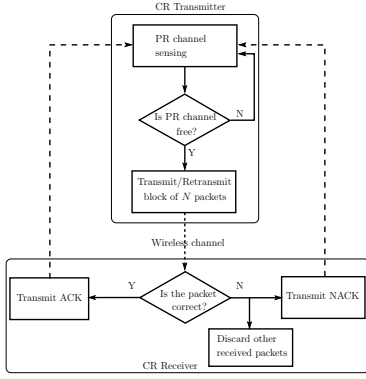 CR Transmitter
PR channel
sensing
Is PR channel
free?
N
Y
Transmit/Retransmit
block of N packets
Wireless channel
Y
Is the packet
correct?
N
Transmit ACK
Transmit NACK
Discard other
received packets
CR Receiver